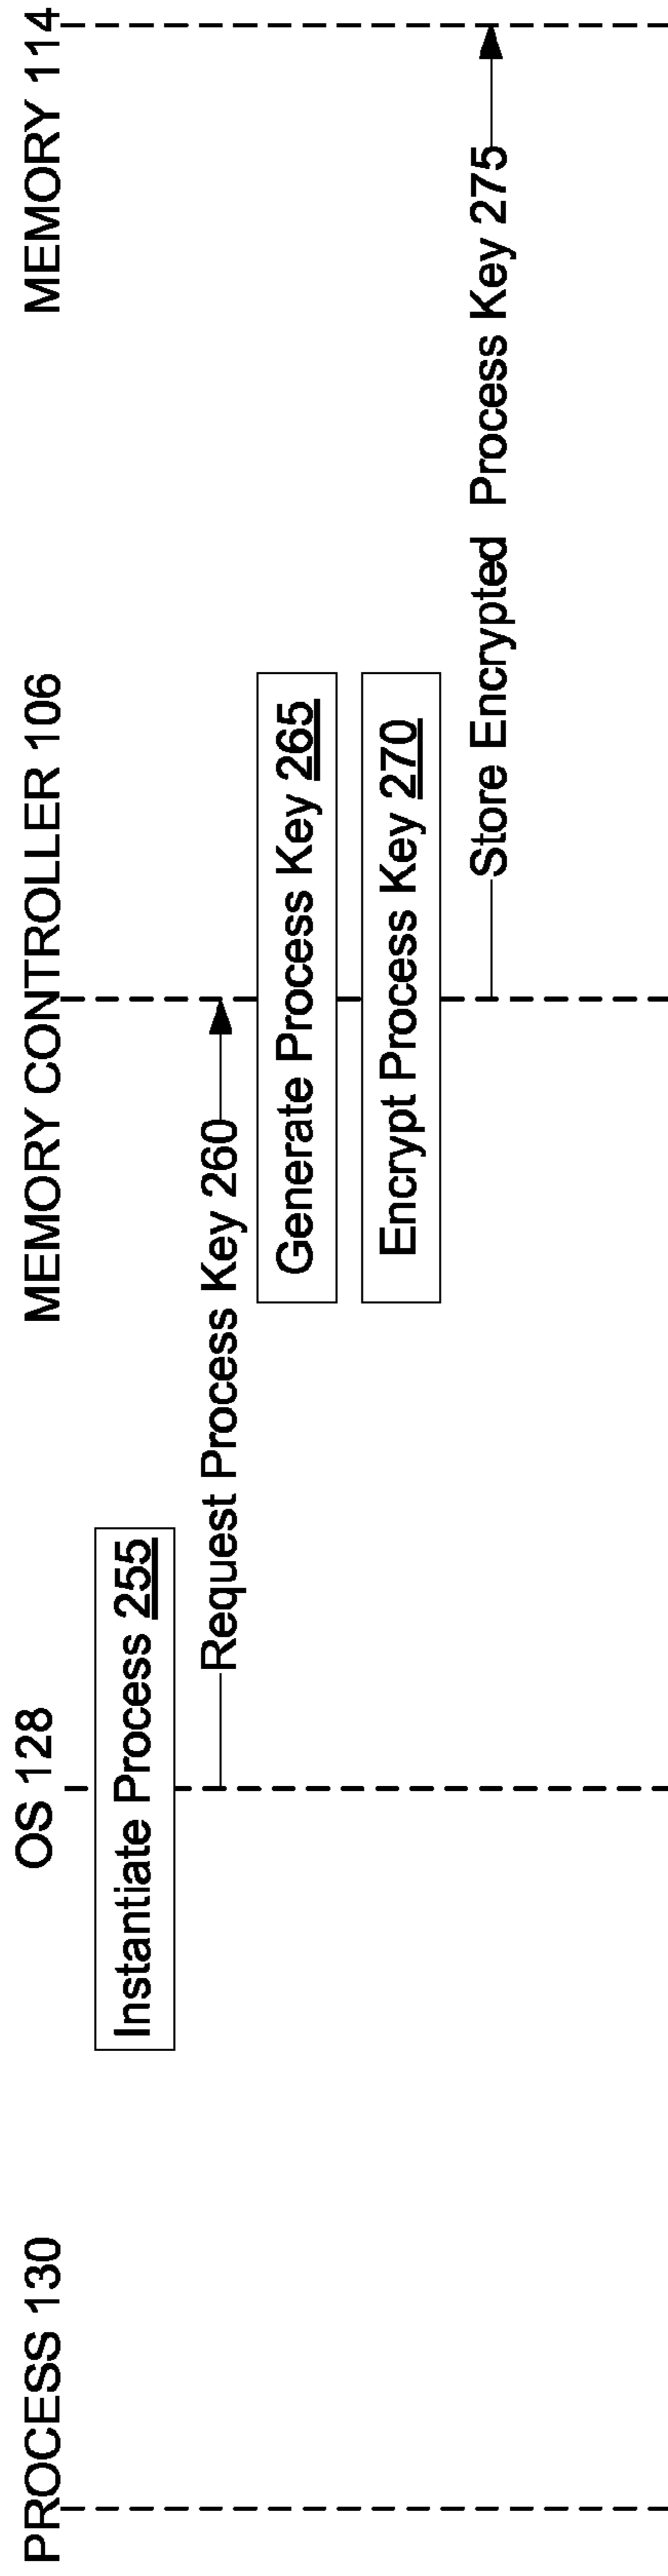 PROCESS 130
OS 128
MEMORY CONTROLLER 106
MEMORY 114
Instantiate Process 255
Request Process Key 260
Generate Process Key 265
Encrypt Process Key 270
Store Encrypted Process Key 275